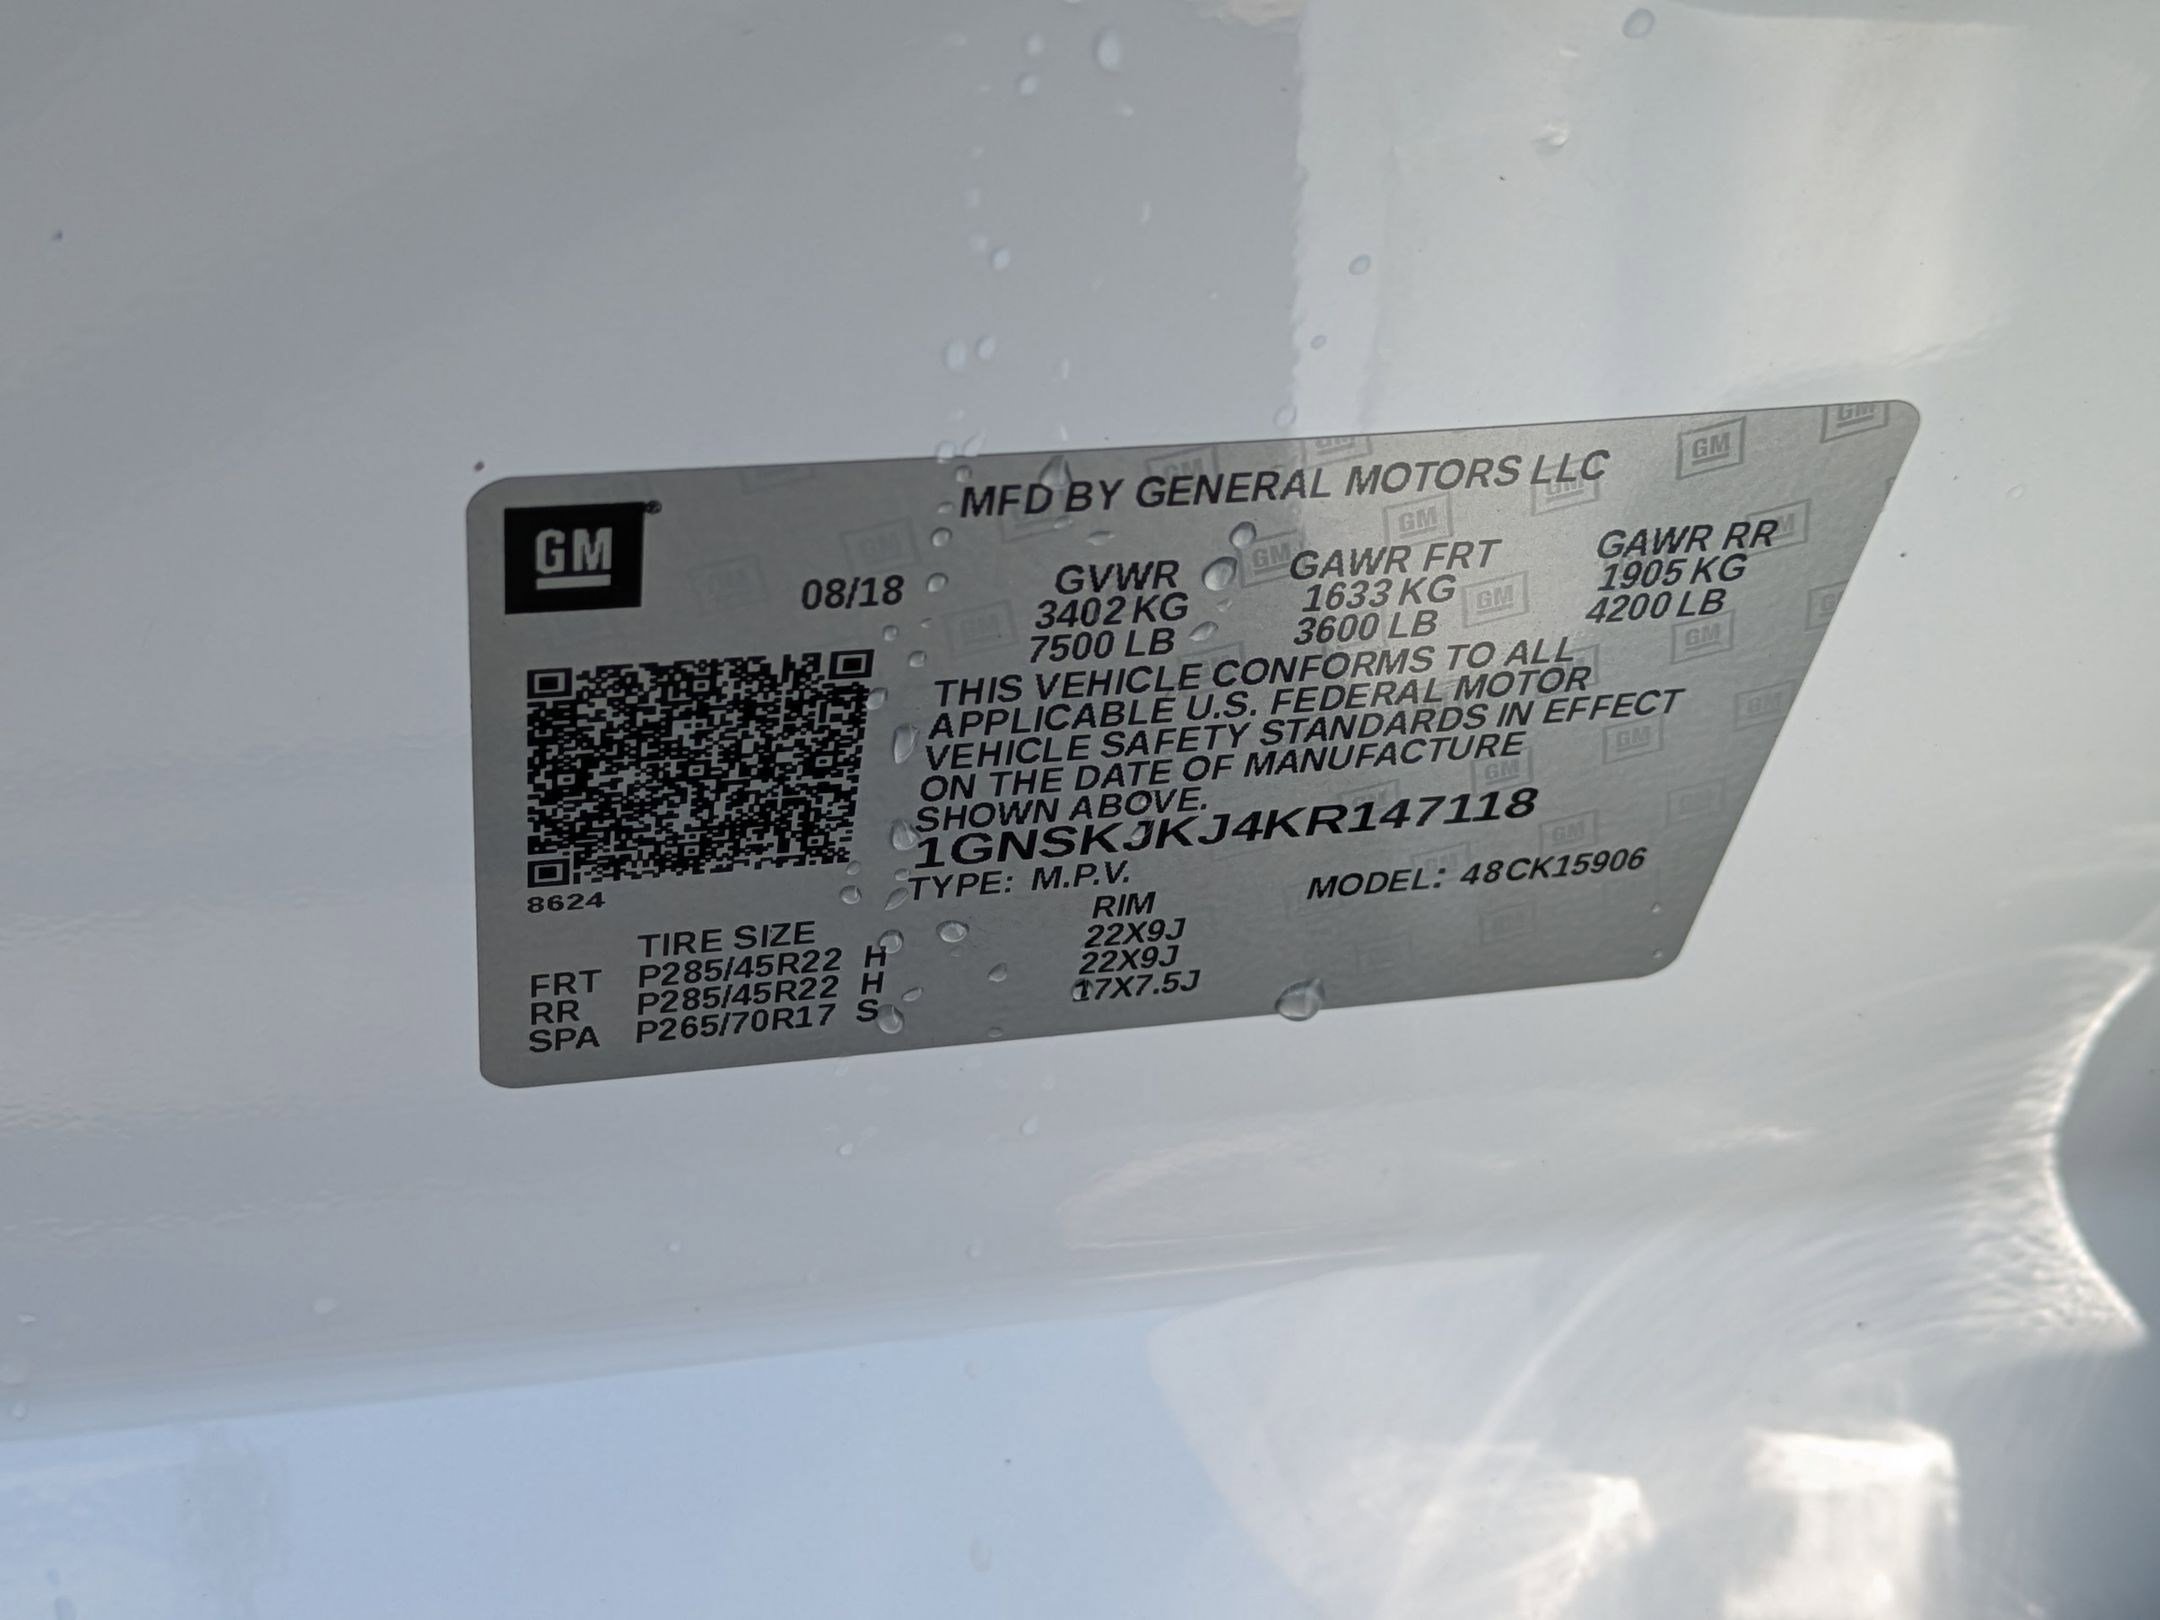 GM
MFD BY GENERAL MOTORS LLC
08/18
GVWR GAWR FRT GAWR RR
3402 KG 1633 KG 1905 KG
7500 LB 3600 LB 4200 LB
THIS VEHICLE CONFORMS TO ALL
APPLICABLE U.S. FEDERAL MOTOR
VEHICLE SAFETY STANDARDS IN EFFECT
ON THE DATE OF MANUFACTURE
SHOWN ABOVE.
1GNSKJKJ4KR147118
TYPE: M.P.V. MODEL: 48CK15906
8624
TIRE SIZE RIM
FRT P285/45R22 H 22X9J
RR P285/45R22 H 22X9J
SPA P265/70R17 S 17X7.5J